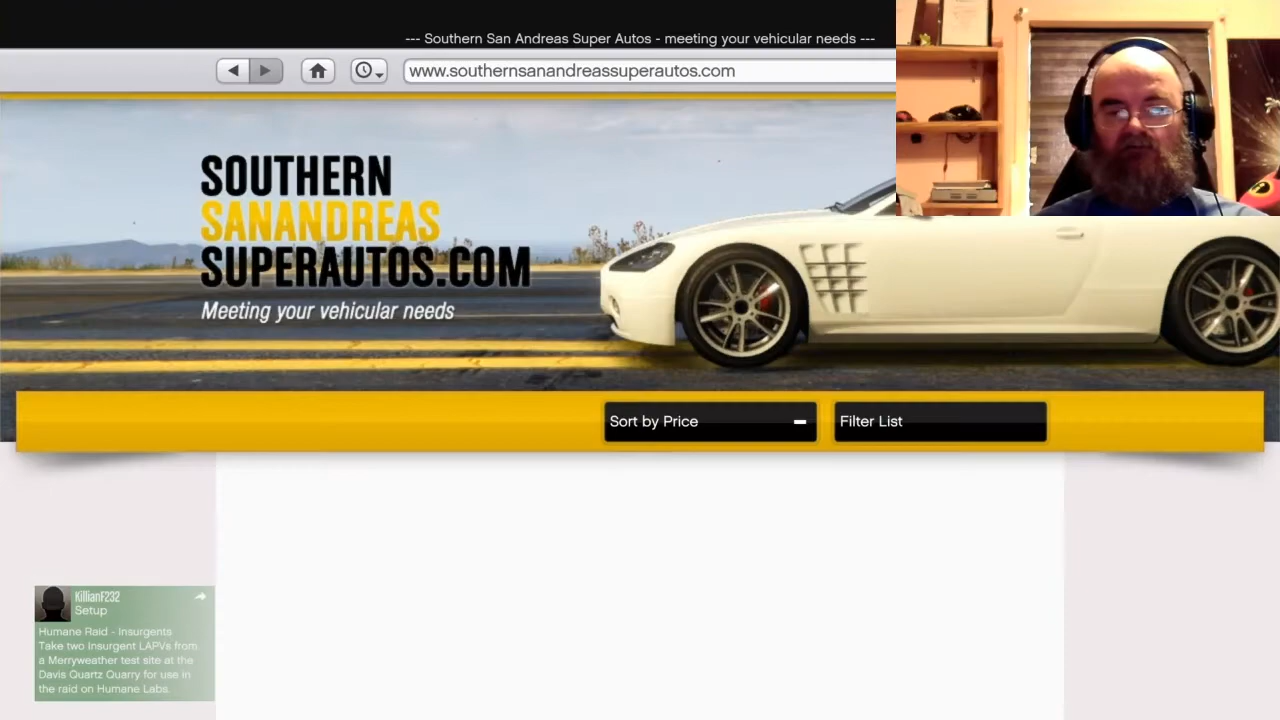 --- Southern San Andreas Super Autos - meeting your vehicular needs ---
www.southernsanandreassuperautos.com
SOUTHERN
SANANDREAS
SUPERAUTOS.COM
Meeting your vehicular needs
Sort by Price
Filter List
KillianF232
Setup
Humane Raid - Insurgents
Take two Insurgent LAPVs from
a Merryweather test site at the
Davis Quartz Quarry for use in
the raid on Humane Labs.